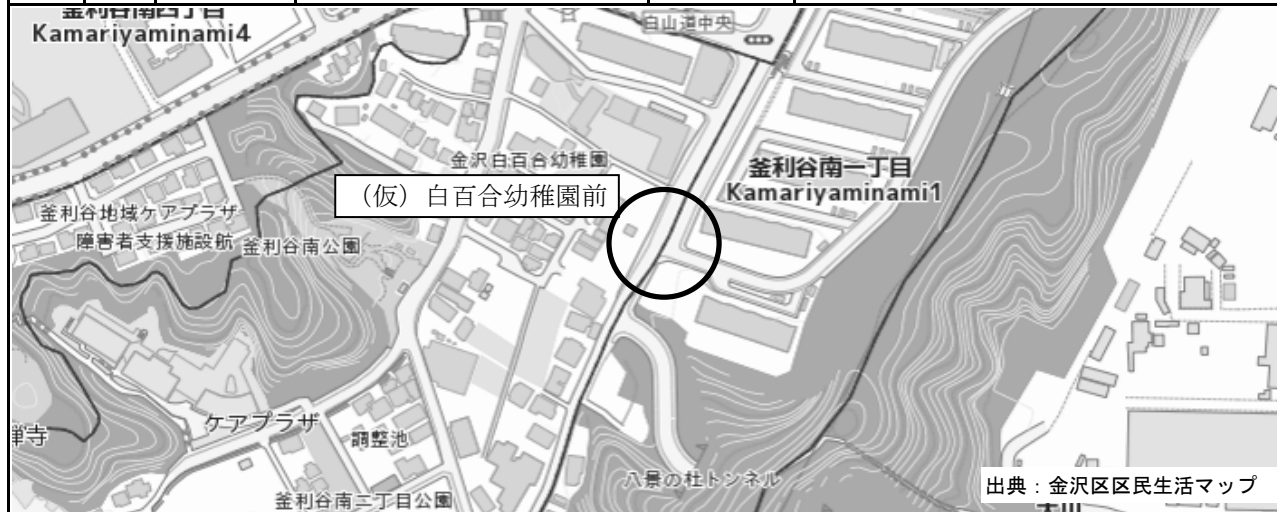 釜利谷南四丁目
Kamariyaminami4
白山道中央
金沢白百合幼稚園
釜利谷南一丁目
Kamariyaminami1
（仮）白百合幼稚園前
釜利谷地域ケアプラザ
障害者支援施設航
釜利谷南公園
ケアプラザ
調整池
禅寺
八景の杜トンネル
釜利谷南二丁目公園
出典：金沢区区民生活マップ
大川